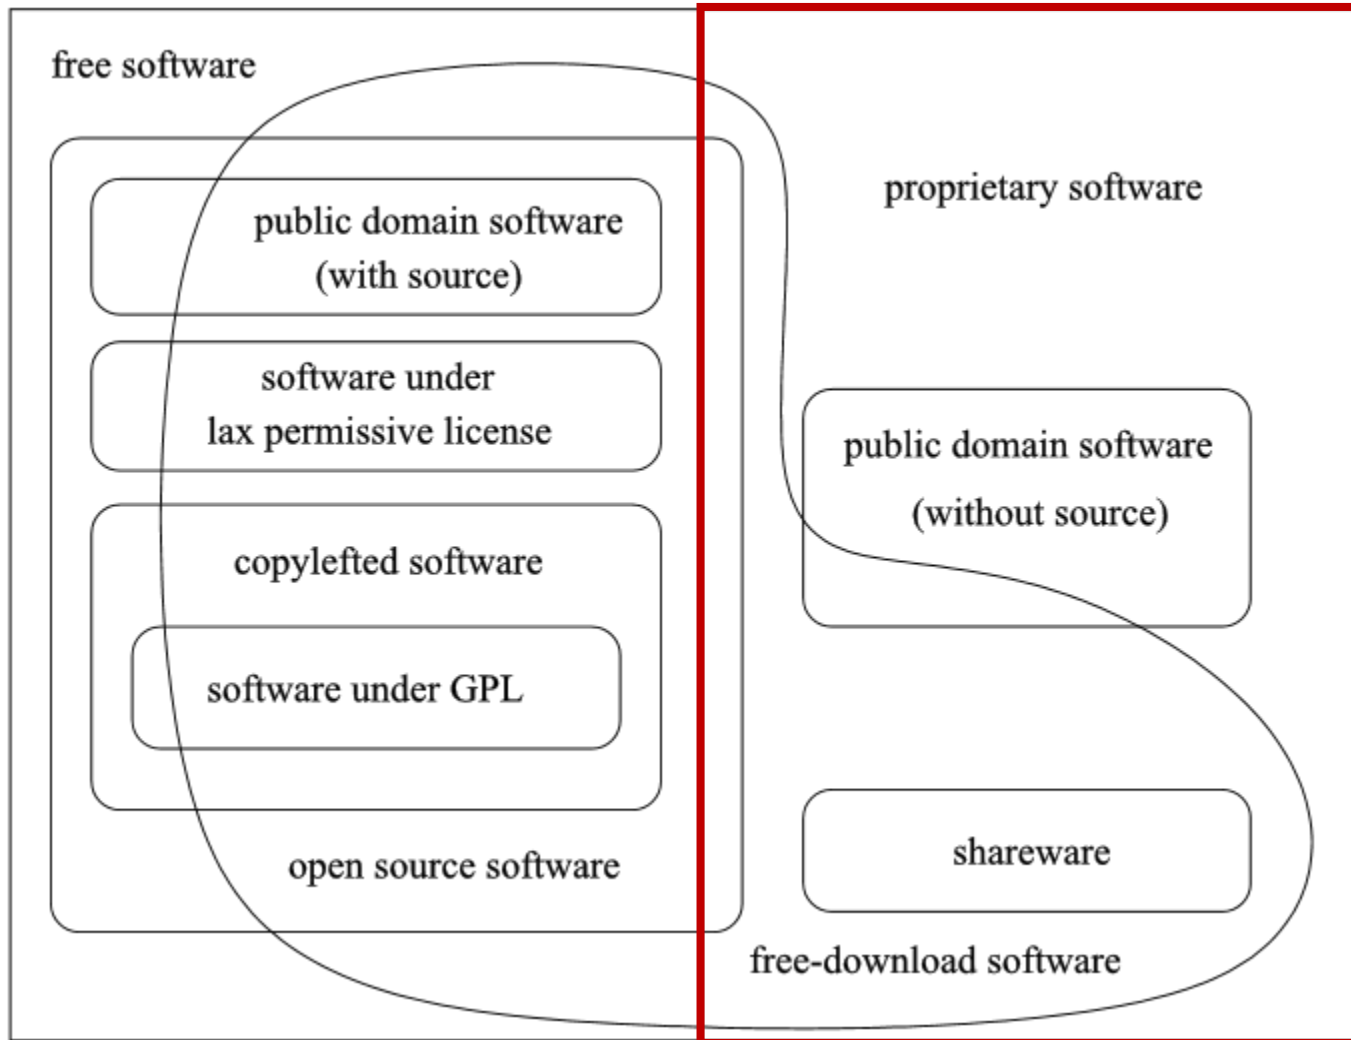 free software
public domain software
(with source)
software under
lax permissive license
copylefted software
software under GPL
open source software
proprietary software
public domain software
(without source)
shareware
free-download software